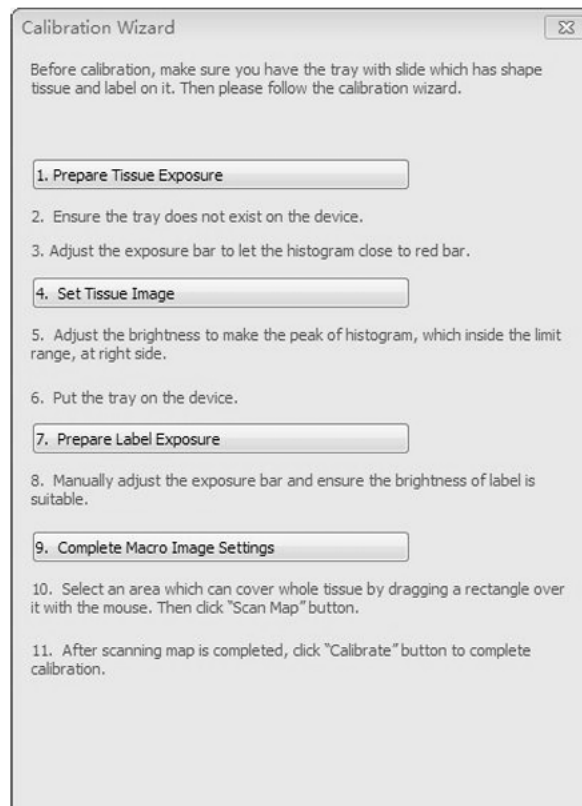 Calibration Wizard
Before calibration, make sure you have the tray with slide which has shape
tissue and label on it. Then please follow the calibration wizard.
1. Prepare Tissue Exposure
2. Ensure the tray does not exist on the device.
3. Adjust the exposure bar to let the histogram close to red bar.
4. Set Tissue Image
5. Adjust the brightness to make the peak of histogram, which inside the limit
range, at right side.
6. Put the tray on the device.
7. Prepare Label Exposure
8. Manually adjust the exposure bar and ensure the brightness of label is
suitable.
9. Complete Macro Image Settings
10. Select an area which can cover whole tissue by dragging a rectangle over
it with the mouse. Then click “Scan Map” button.
11. After scanning map is completed, click “Calibrate” button to complete
calibration.